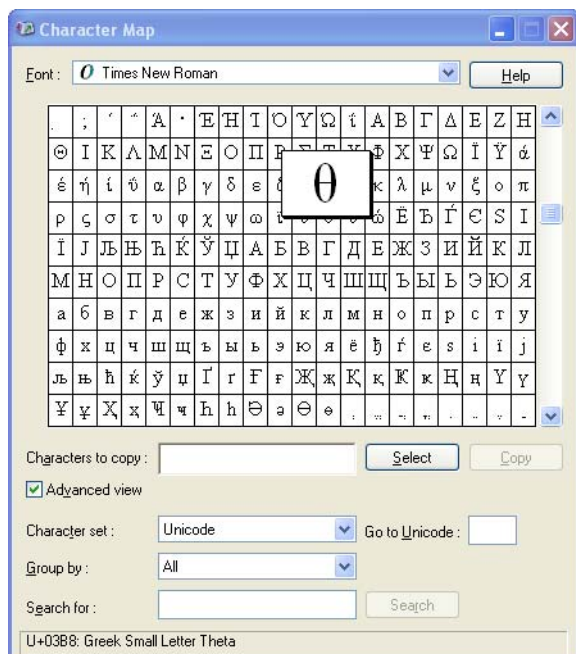 Character Map
Font : O Times New Roman Help
; ΄ ΅ Ά · Έ Ή Ί Ό Ύ Ώ ΐ Α Β Γ Δ Ε Ζ Η
Θ Ι Κ Λ Μ Ν Ξ Ο Π Φ Χ Ψ Ω Ϊ Ϋ ά
έ ή ί ΰ α β γ δ ε θ κ λ μ ν ξ ο π
ρ ς σ τ υ φ χ ψ ω ώ Ё Ђ Ѓ Є Ѕ І
Ї Ј Љ Њ Ћ Ќ Ў Џ А Б В Г Д Е Ж З И Й К Л
М Н О П Р С Т У Ф Х Ц Ч Ш Щ Ъ Ы Ь Э Ю Я
а б в г д е ж з и й к л м н о п р с т у
ф х ц ч ш щ ъ ы ь э ю я ё ђ ѓ є ѕ і ї ј
љ њ ћ ќ ў џ Ґ ґ Ғ ғ Җ җ Қ қ Ҝ ҝ Ң ң Ү ү
Ұ ұ Ҳ ҳ Ҹ ҹ Һ һ Ә ә Ө ө
Characters to copy : Select Copy
Advanced view
Character set : Unicode Go to Unicode :
Group by : All
Search for : Search
U+03B8: Greek Small Letter Theta